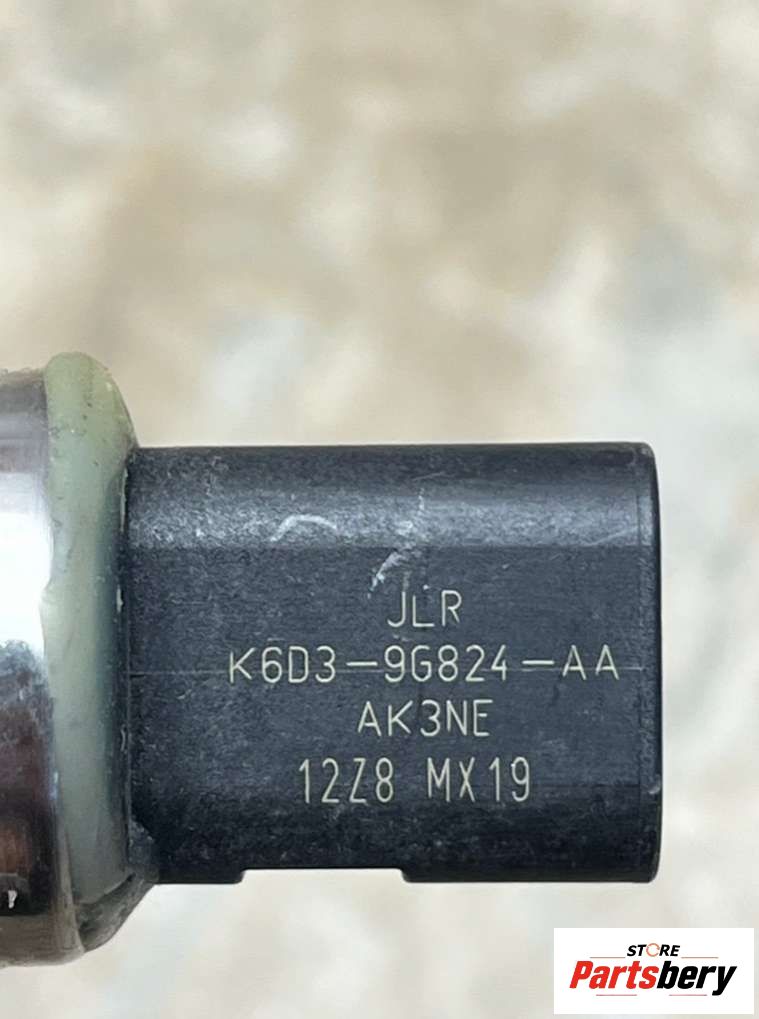 JLR
K6D3-9G824-AA
AK3NE
12Z8 MX19
STORE
Partsbery